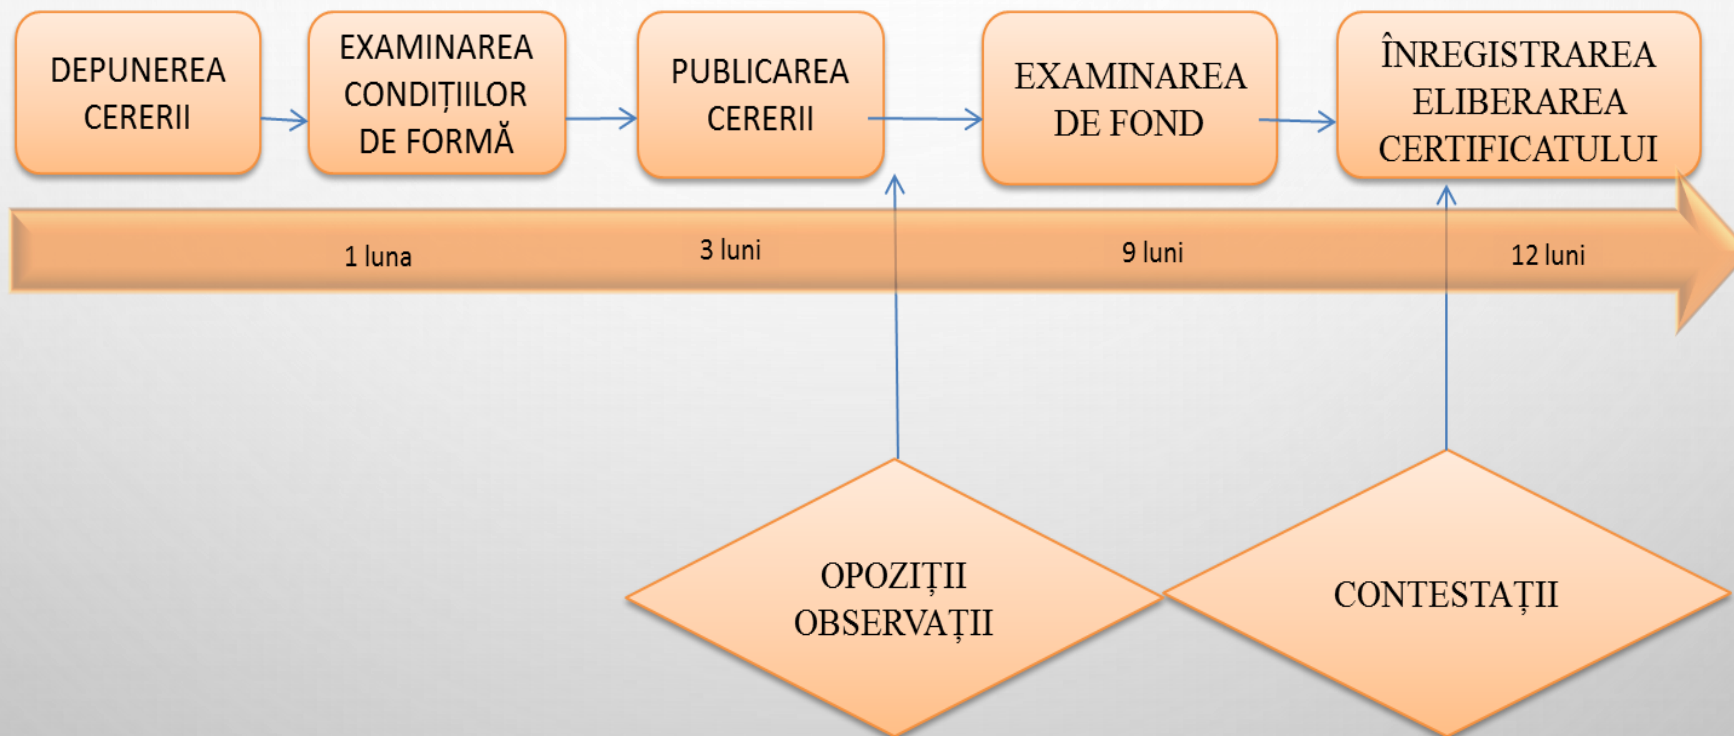 DEPUNEREA
CERERII
EXAMINAREA
CONDIȚIILOR
DE FORMĂ
PUBLICAREA
CERERII
EXAMINAREA
DE FOND
ÎNREGISTRAREA
ELIBERAREA
CERTIFICATULUI
1 luna
3 luni
9 luni
12 luni
OPOZIȚII
OBSERVAȚII
CONTESTAȚII